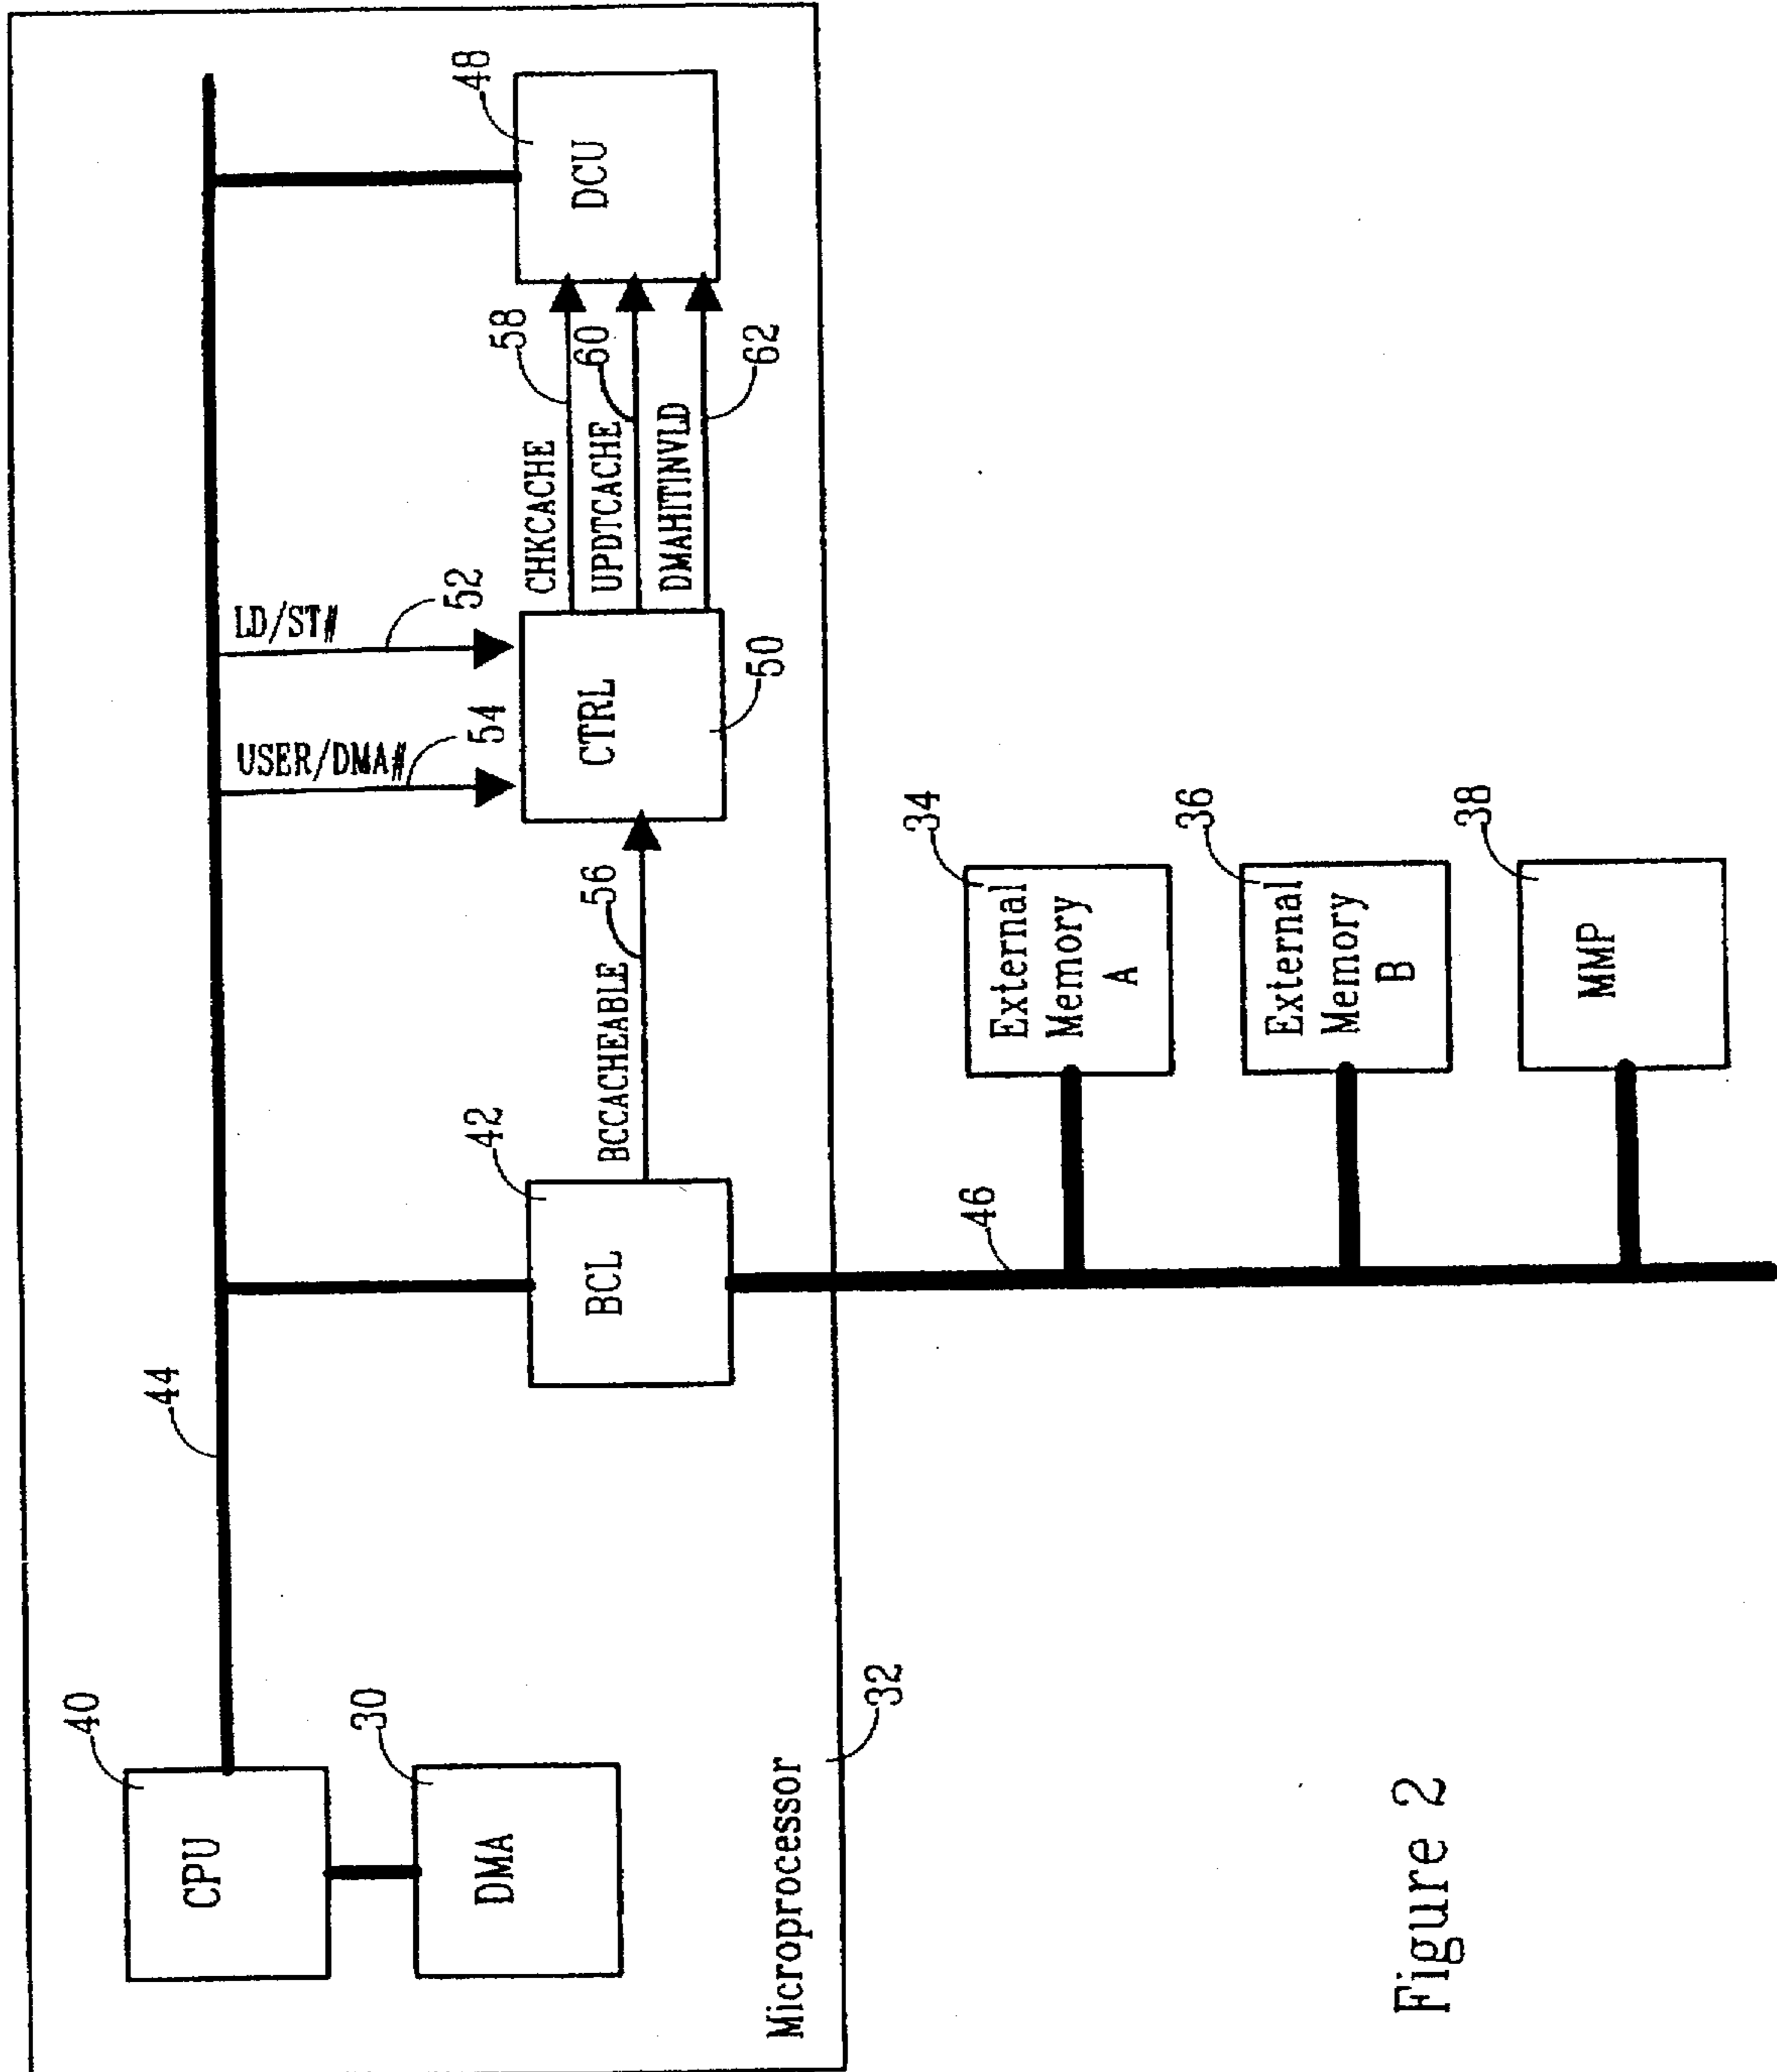 40
CPU
30
DMA
Microprocessor
32
44
42
BCL
BCCACHEABLE
56
USER/DMA#
54
LD/ST#
52
CTRL
50
CHKCACHE
58
UPDTCACHE
60
DMAHITINVLD
62
48
DCU
46
34
External
Memory
A
36
External
Memory
B
38
MMP
Figure 2